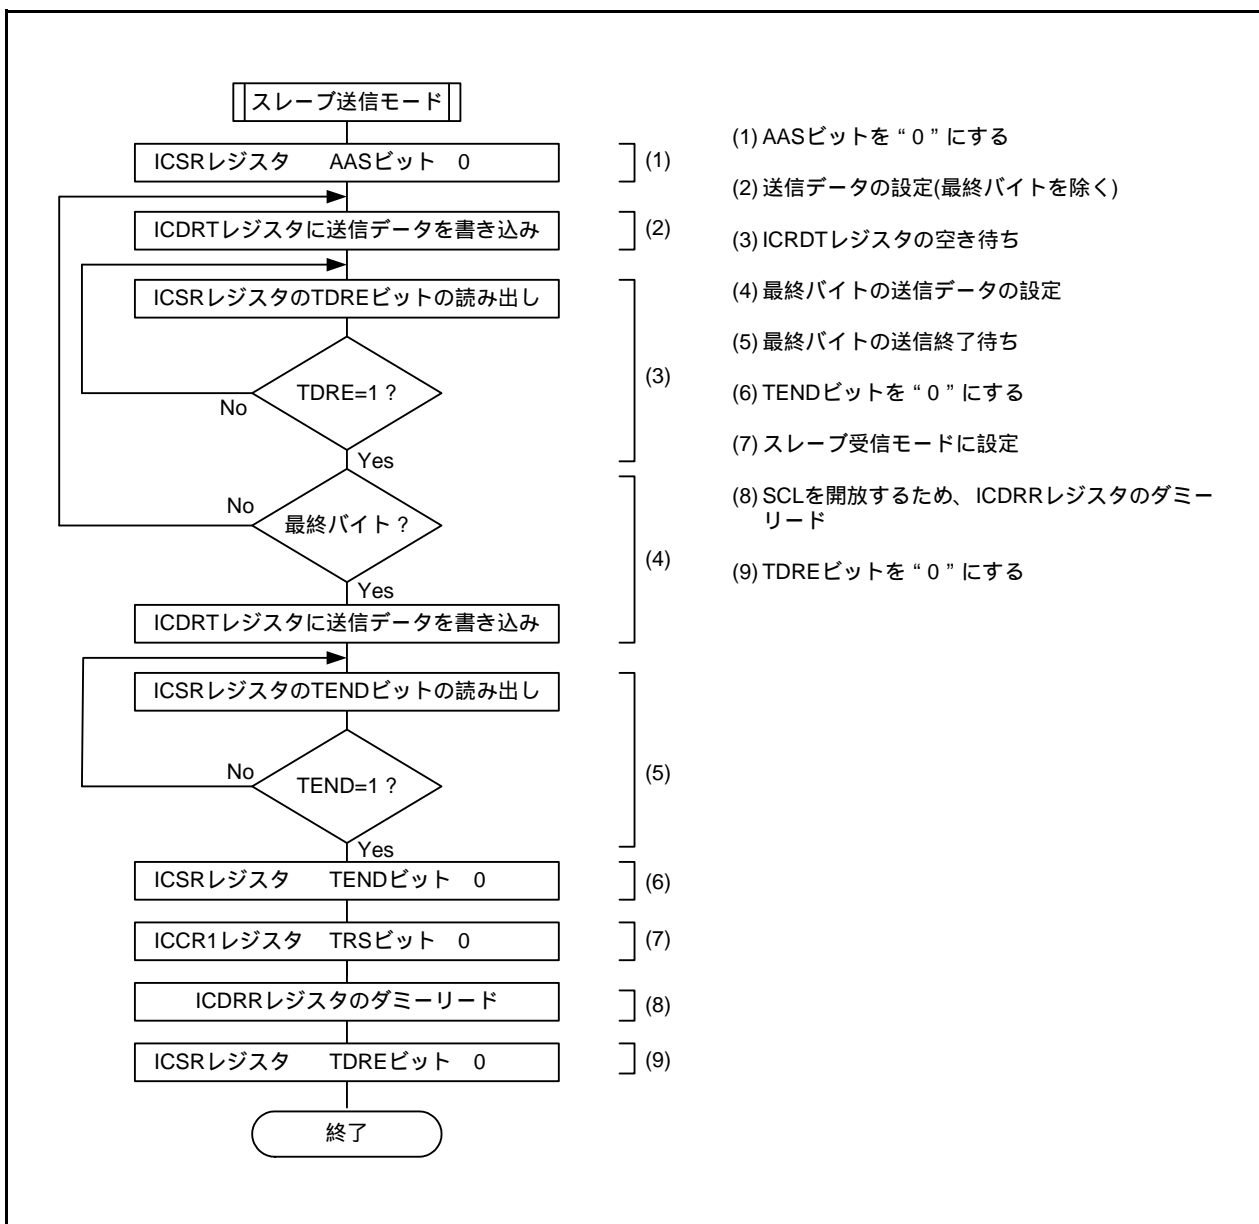 スレーブ送信モード
ICSRレジスタ　AASビット　0
(1)
ICDRTレジスタに送信データを書き込み
(2)
ICSRレジスタのTDREビットの読み出し
TDRE=1？
No
(3)
Yes
No
最終バイト？
(4)
Yes
ICDRTレジスタに送信データを書き込み
ICSRレジスタのTENDビットの読み出し
No
TEND=1？
(5)
Yes
ICSRレジスタ　TENDビット　0
(6)
ICCR1レジスタ　TRSビット　0
(7)
ICDRRレジスタのダミーリード
(8)
ICSRレジスタ　TDREビット　0
(9)
終了
(1) AASビットを“0”にする
(2) 送信データの設定(最終バイトを除く)
(3) ICRDTレジスタの空き待ち
(4) 最終バイトの送信データの設定
(5) 最終バイトの送信終了待ち
(6) TENDビットを“0”にする
(7) スレーブ受信モードに設定
(8) SCLを開放するため、ICDRRレジスタのダミー
リード
(9) TDREビットを“0”にする